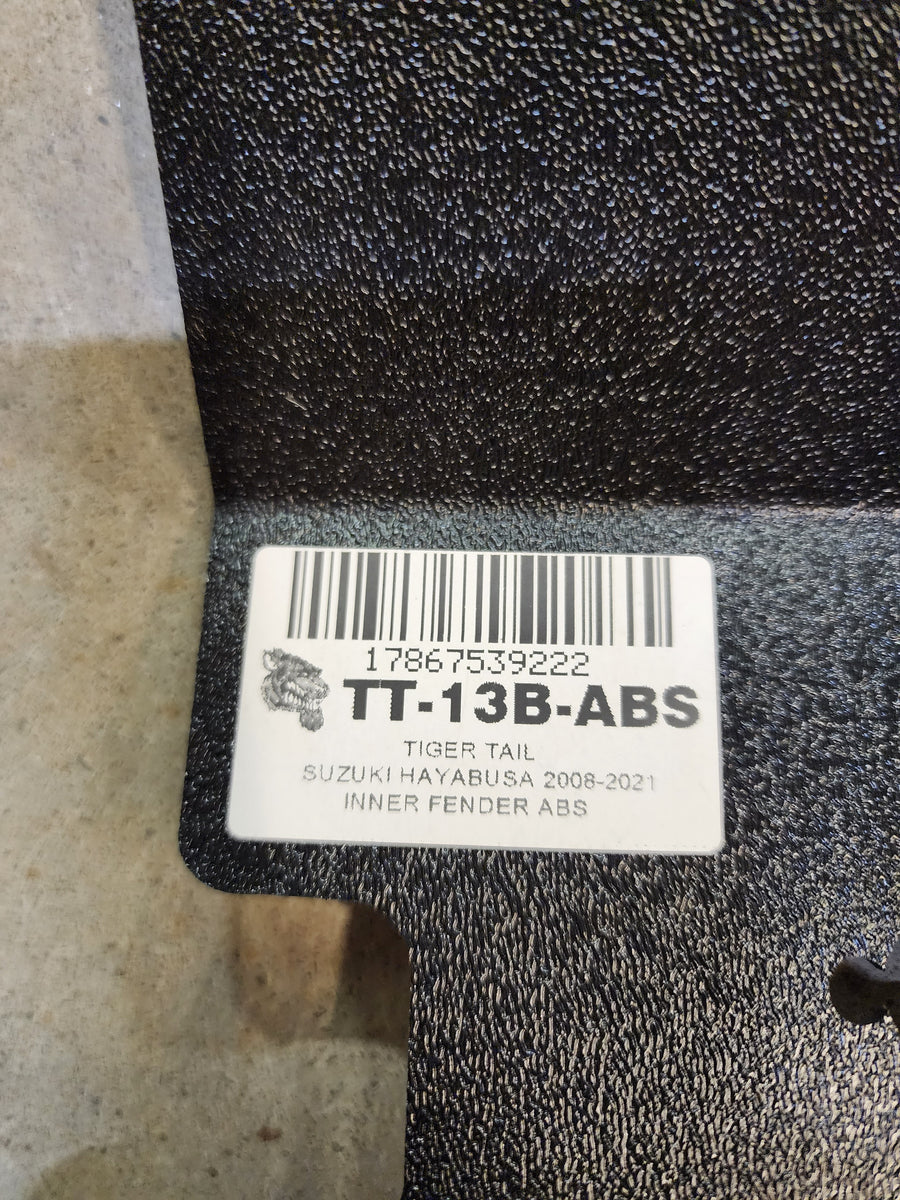 17867539222
TT-13B-ABS
TIGER TAIL
SUZUKI HAYABUSA 2008-2021
INNER FENDER ABS